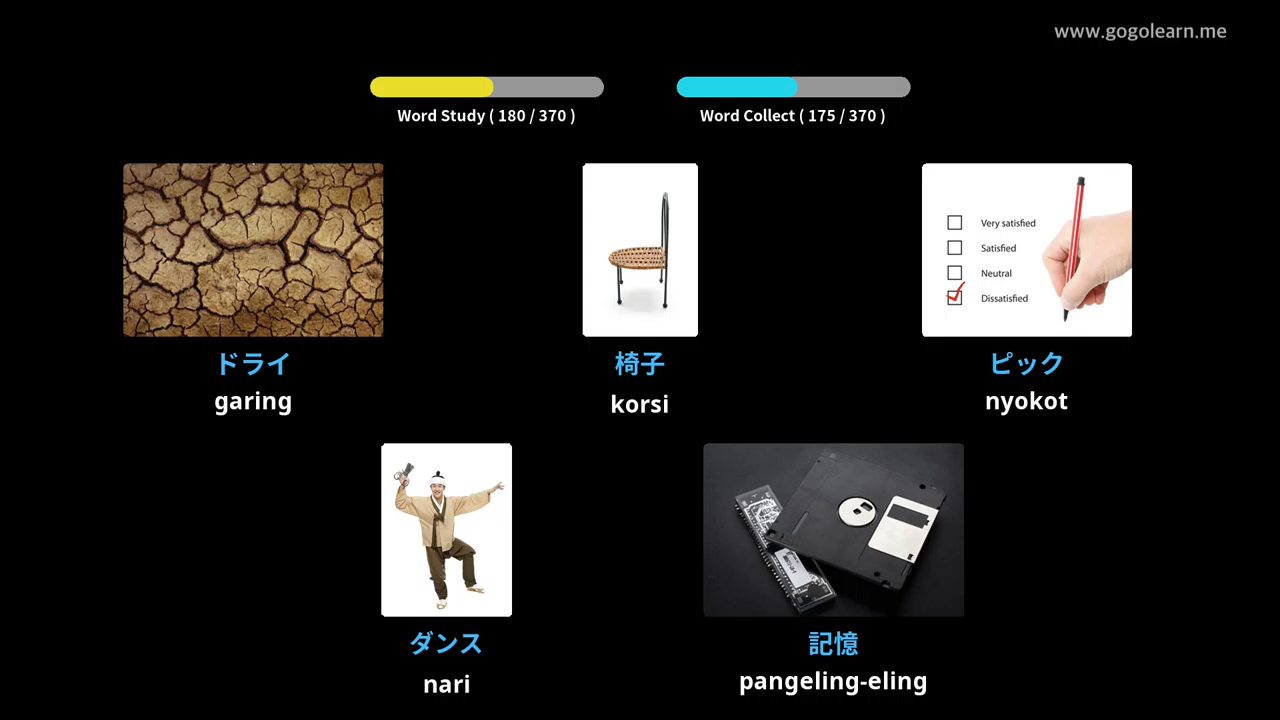 www.gogolearn.me
Word Study ( 180 / 370 )
Word Collect ( 175 / 370 )
Very satisfied
Satisfied
Neutral
Dissatisfied
ドライ
garing
椅子
korsi
ピック
nyokot
ダンス
nari
記憶
pangeling-eling